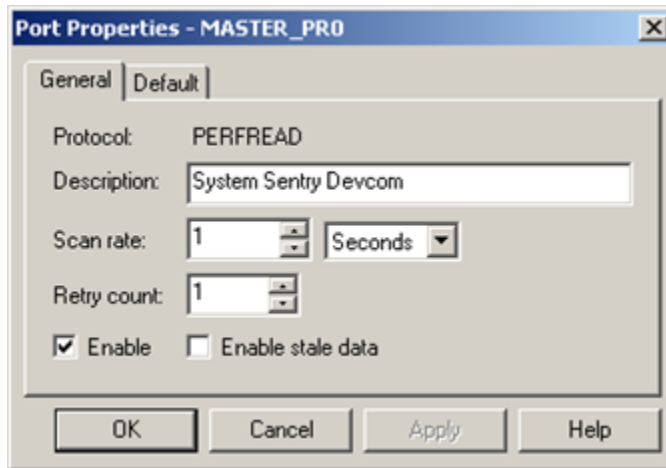 Port Properties - MASTER_PR0
General Default
Protocol: PERFREAD
Description: System Sentry Devcom
Scan rate: 1 Seconds
Retry count: 1
Enable Enable stale data
OK Cancel Apply Help